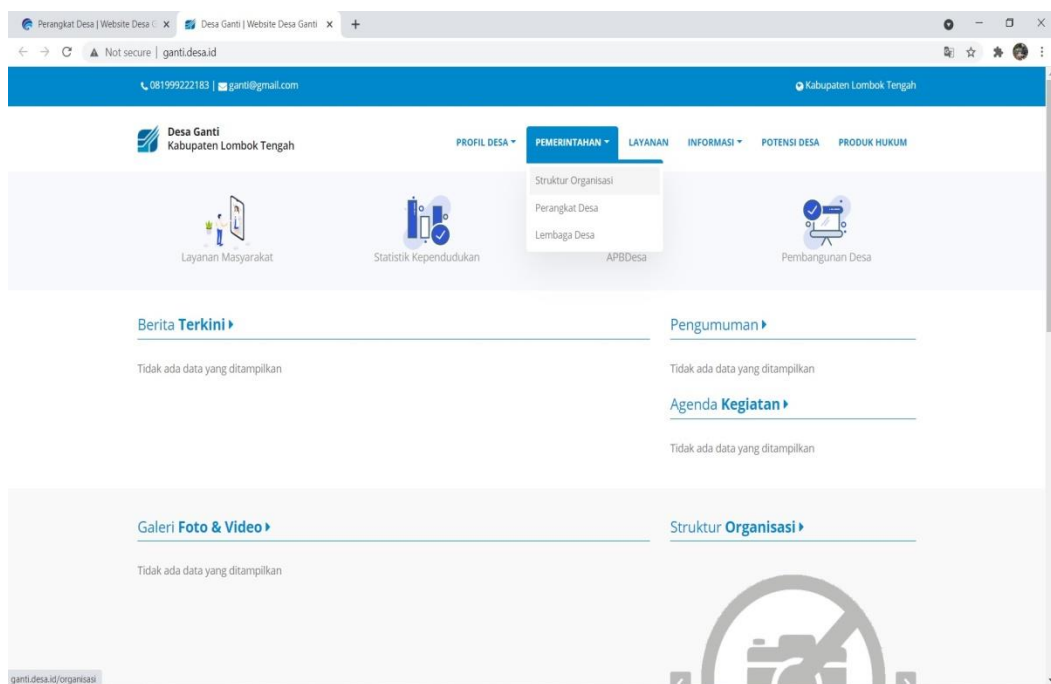 Perangkat Desa | Website Desa G
Desa Ganti | Website Desa Ganti
Not secure | ganti.desa.id
081999222183 | ganti@gmail.com
Kabupaten Lombok Tengah
Desa Ganti
Kabupaten Lombok Tengah
PROFIL DESA
PEMERINTAHAN
LAYANAN
INFORMASI
POTENSI DESA
PRODUK HUKUM
Struktur Organisasi
Perangkat Desa
Lembaga Desa
Layanan Masyarakat
Statistik Kependudukan
APBDesa
Pembangunan Desa
Berita Terkini
Tidak ada data yang ditampilkan
Pengumuman
Tidak ada data yang ditampilkan
Agenda Kegiatan
Tidak ada data yang ditampilkan
Galeri Foto & Video
Tidak ada data yang ditampilkan
Struktur Organisasi
ganti.desa.id/organisasi